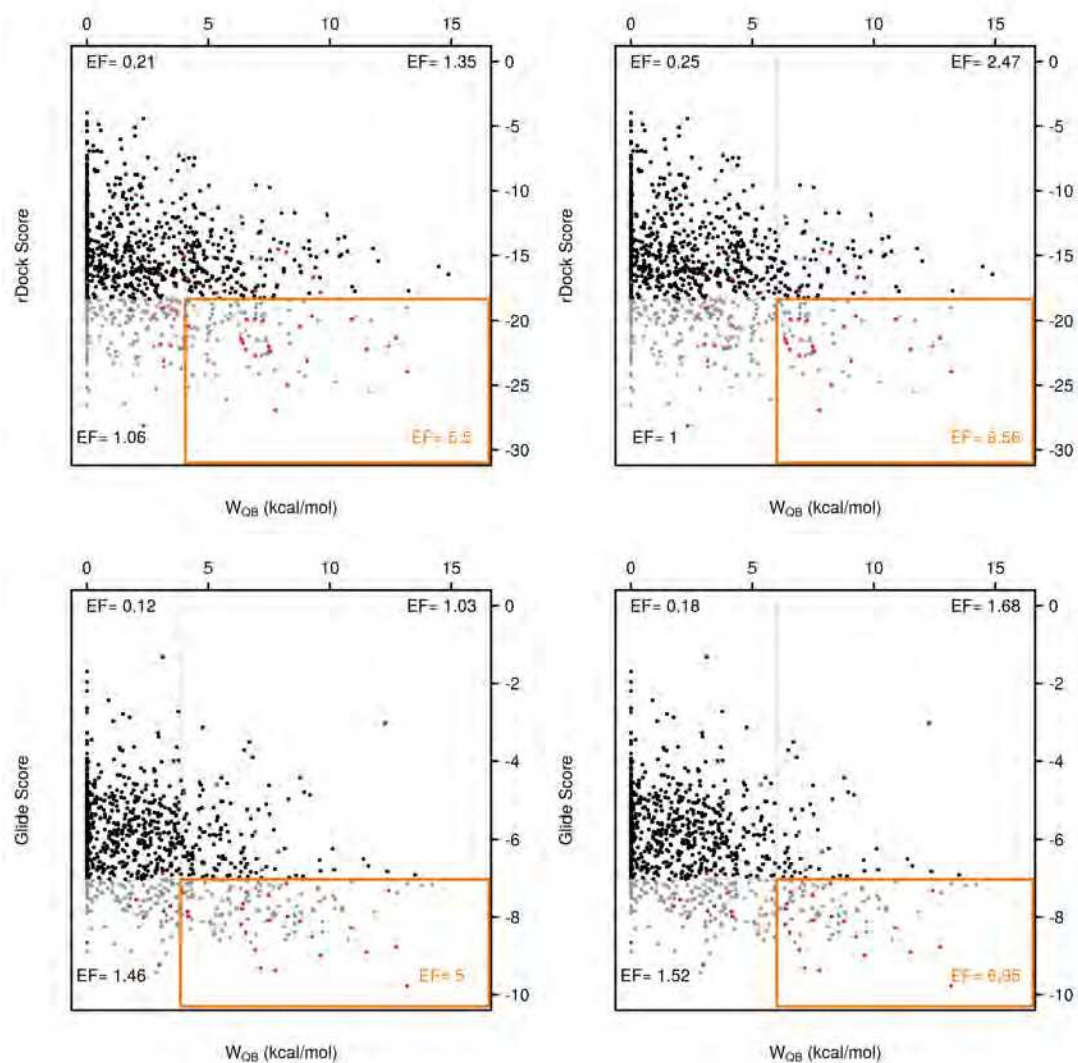 0 5 10 15 0 5 10 15
EF= 0.21 EF= 1.35 0 EF= 0.25 EF= 2.47 0
-5 -5
-10 -10
rDock Score -15 rDock Score -15
-20 -20
-25 -25
EF= 1.06 EF= 5.5 EF= 1 EF= 8.56
-30 -30
W_QB (kcal/mol) W_QB (kcal/mol)
0 5 10 15 0 5 10 15
EF= 0.12 EF= 1.03 0 EF= 0.18 EF= 1.68 0
-2 -2
-4 -4
Glide Score -6 Glide Score -6
-8 -8
EF= 1.46 EF= 5 EF= 1.52 EF= 6.95
-10 -10
W_QB (kcal/mol) W_QB (kcal/mol)